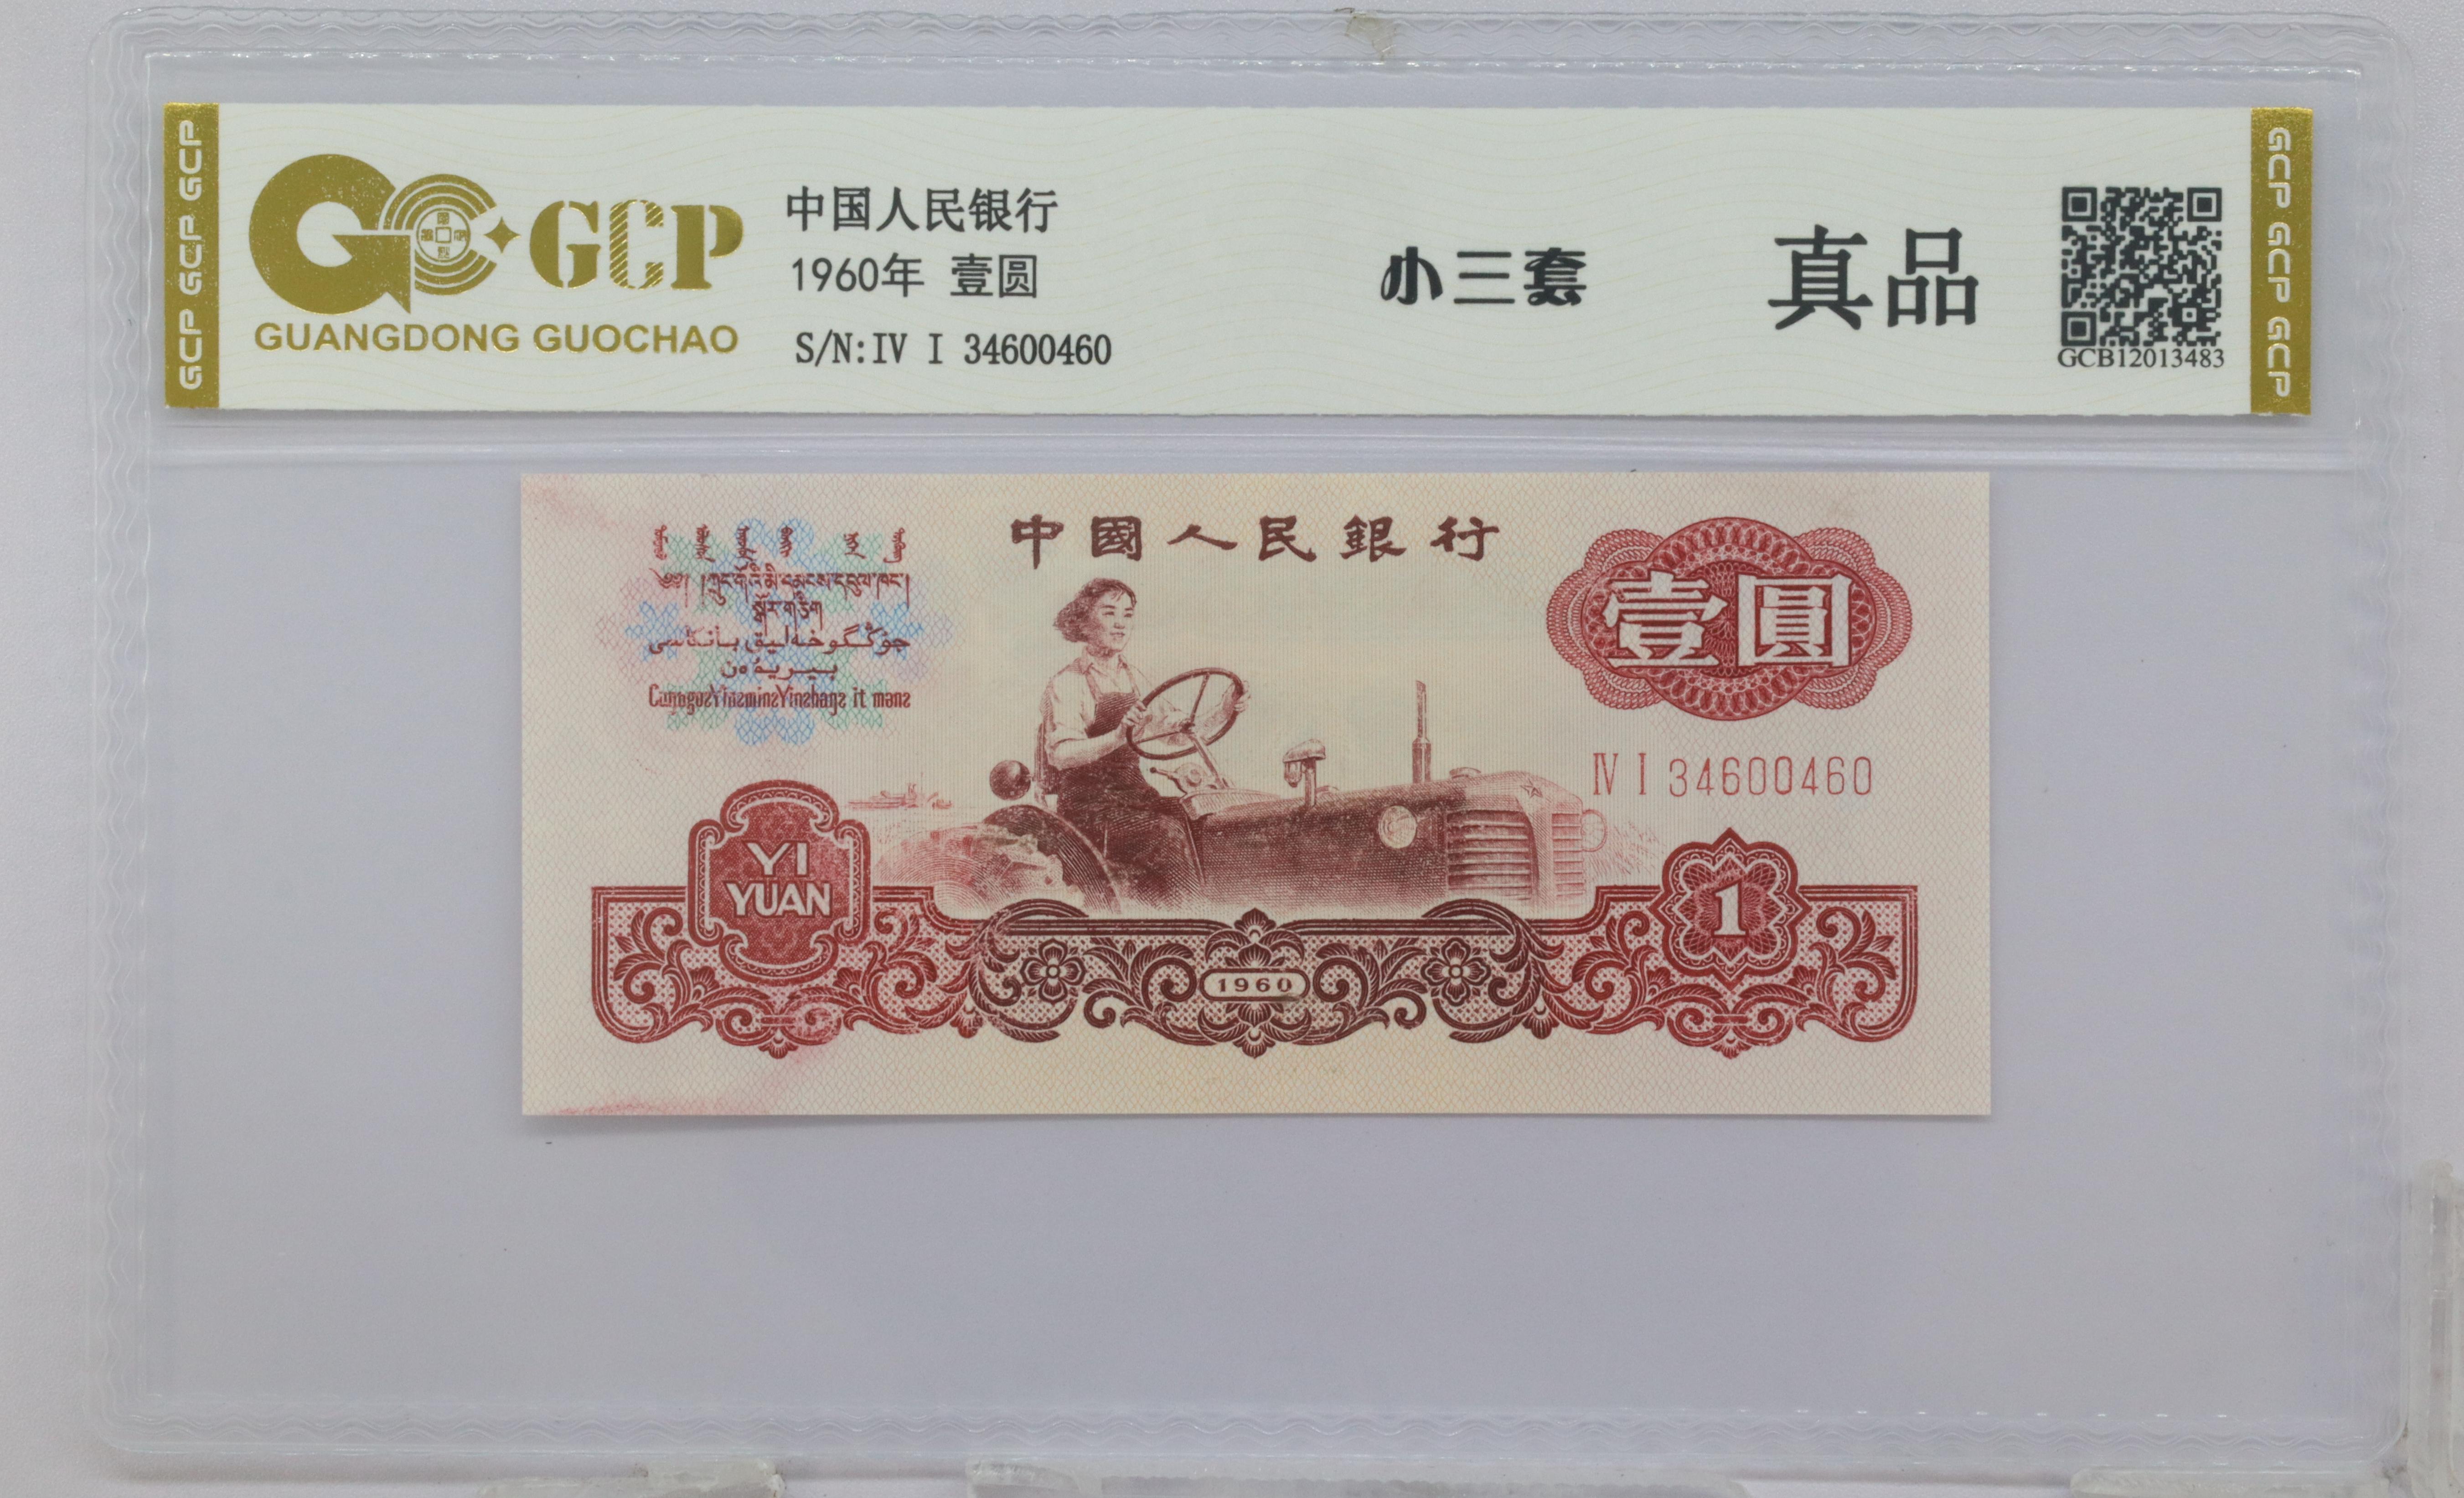 GCP GCP GCP
GCP
GUANGDONG GUOCHAO
中国人民银行
1960年 壹圆
S/N:IV I 34600460
小三套
真品
GCB12013483
GCP GCP GCP
中國人民銀行
壹圓
IV I 34600460
YI
YUAN
1960
1